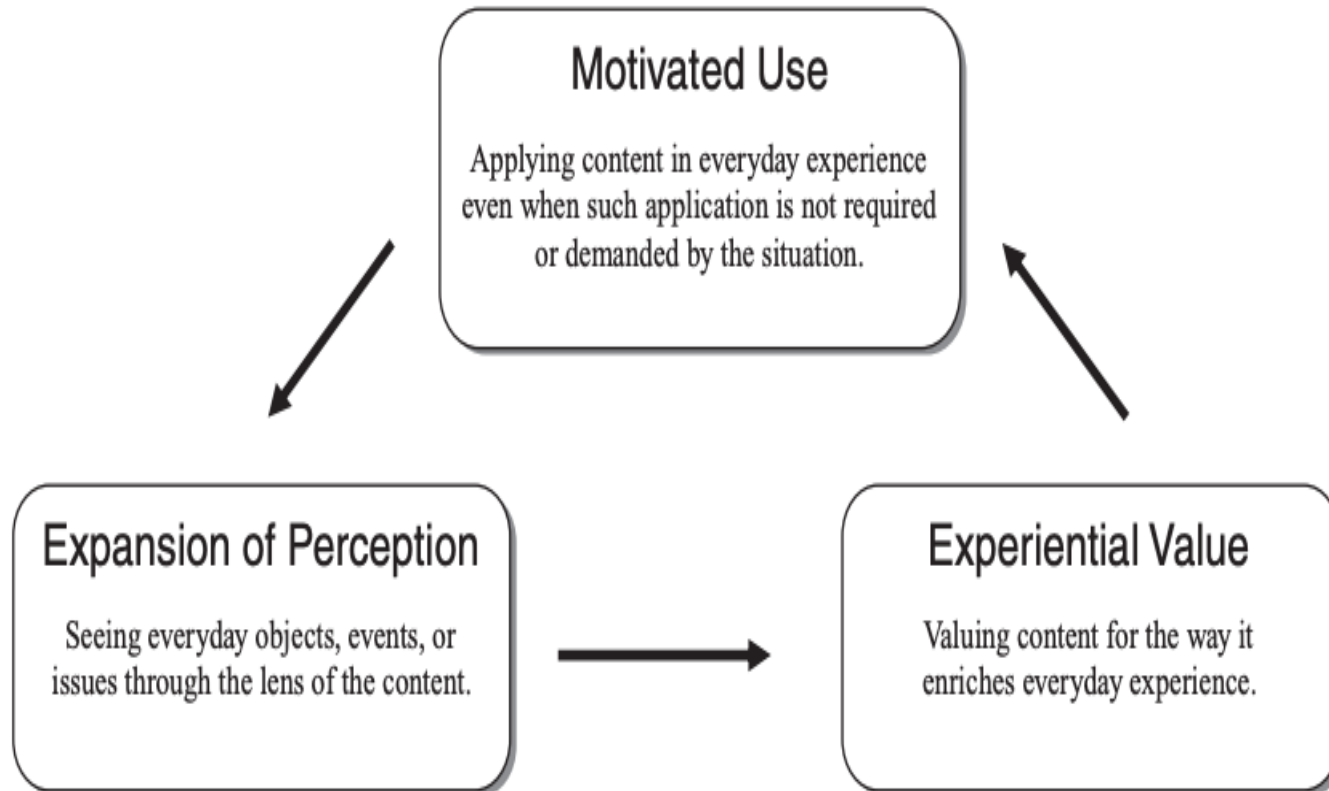 Motivated Use
Applying content in everyday experience
even when such application is not required
or demanded by the situation.
Expansion of Perception
Seeing everyday objects, events, or
issues through the lens of the content.
Experiential Value
Valuing content for the way it
enriches everyday experience.